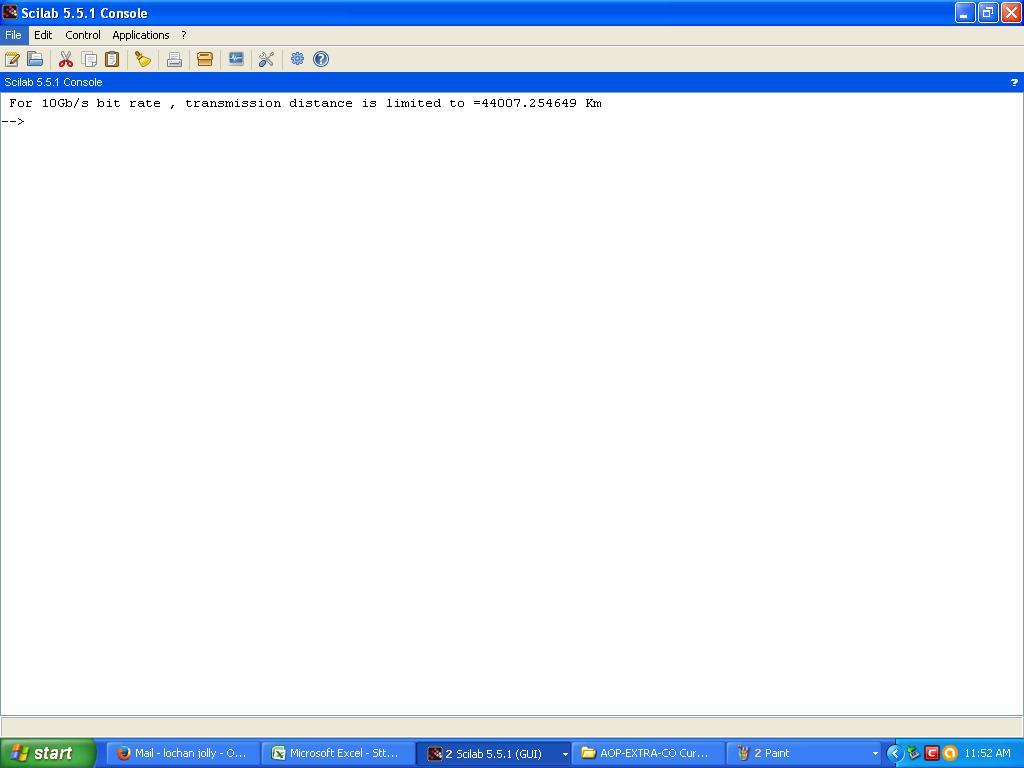 Scilab 5.5.1 Console
File Edit Control Applications ?
Scilab 5.5.1 Console ?
For 10Gb/s bit rate , transmission distance is limited to =44007.254649 Km
-->
start Mail - lochan jolly - O... Microsoft Excel - Stt... 2 Scilab 5.5.1 (GUI) AOP-EXTRA-CO Cur... 2 Paint 11:52 AM